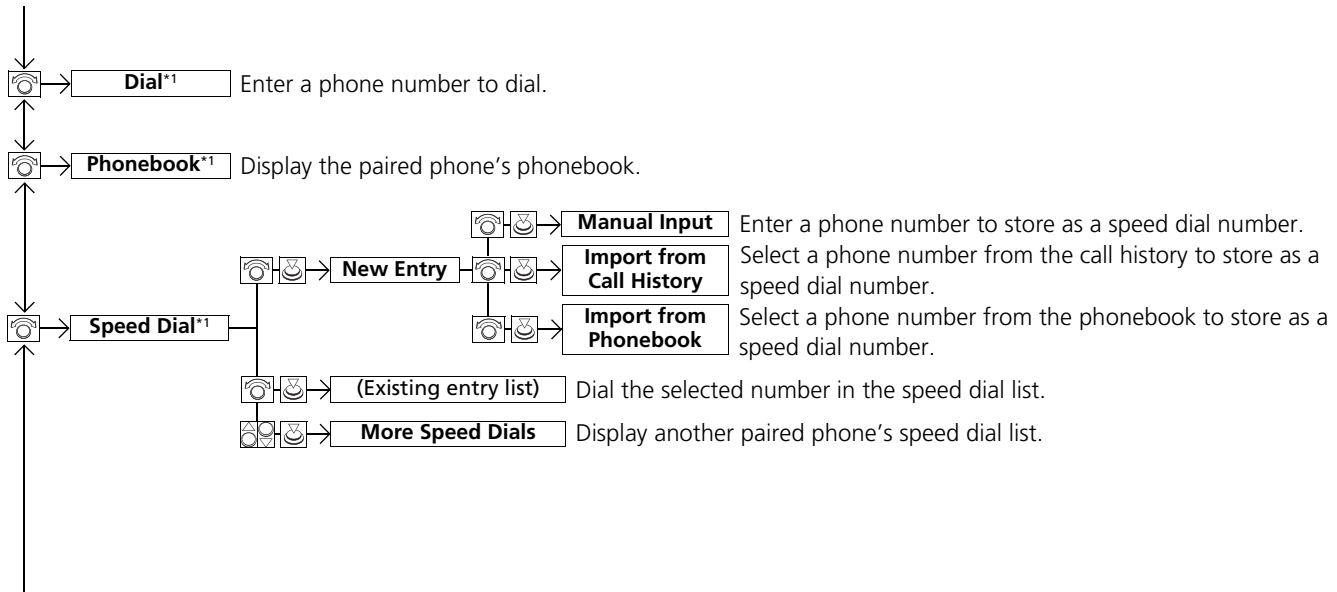 Dial*1 Enter a phone number to dial.
Phonebook*1 Display the paired phone's phonebook.
Manual Input Enter a phone number to store as a speed dial number.
New Entry
Import from
Call History
Select a phone number from the call history to store as a
speed dial number.
Speed Dial*1
Import from
Phonebook
Select a phone number from the phonebook to store as a
speed dial number.
(Existing entry list) Dial the selected number in the speed dial list.
More Speed Dials Display another paired phone's speed dial list.